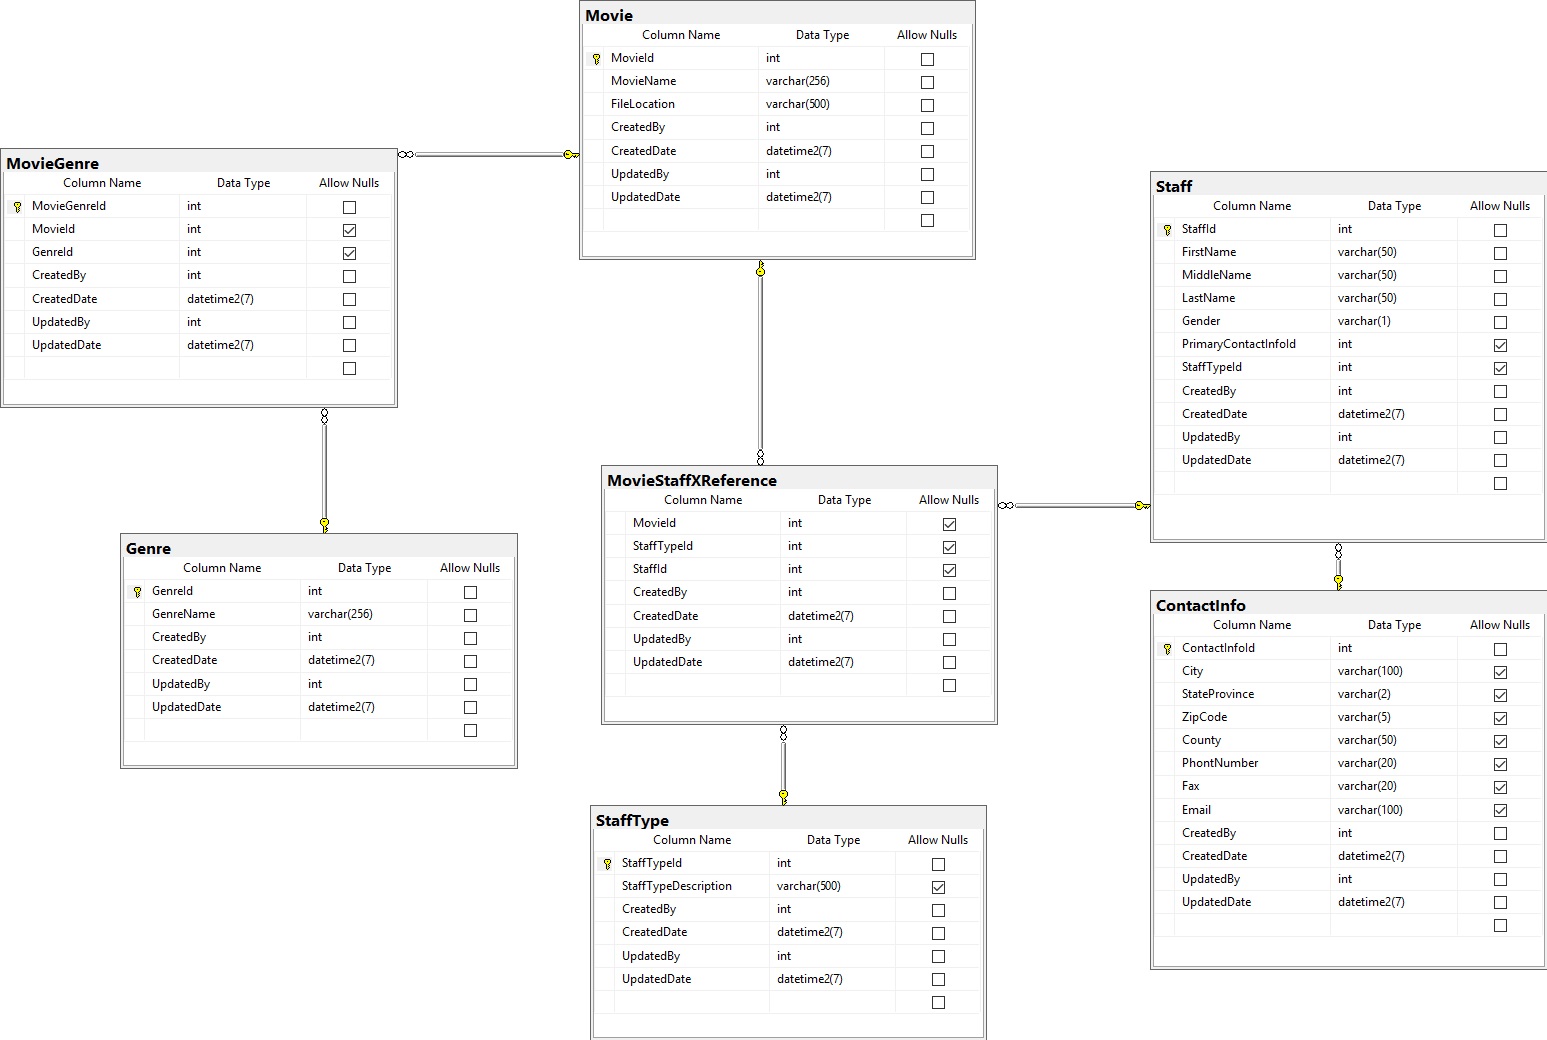 Movie
Column Name Data Type Allow Nulls
MovieId int
MovieName varchar(256)
FileLocation varchar(500)
CreatedBy int
CreatedDate datetime2(7)
UpdatedBy int
UpdatedDate datetime2(7)
MovieGenre
Column Name Data Type Allow Nulls
MovieGenreId int
MovieId int
GenreId int
CreatedBy int
CreatedDate datetime2(7)
UpdatedBy int
UpdatedDate datetime2(7)
Staff
Column Name Data Type Allow Nulls
StaffId int
FirstName varchar(50)
MiddleName varchar(50)
LastName varchar(50)
Gender varchar(1)
PrimaryContactInfoId int
StaffTypeId int
CreatedBy int
CreatedDate datetime2(7)
UpdatedBy int
UpdatedDate datetime2(7)
MovieStaffXReference
Column Name Data Type Allow Nulls
MovieId int
StaffTypeId int
StaffId int
CreatedBy int
CreatedDate datetime2(7)
UpdatedBy int
UpdatedDate datetime2(7)
Genre
Column Name Data Type Allow Nulls
GenreId int
GenreName varchar(256)
CreatedBy int
CreatedDate datetime2(7)
UpdatedBy int
UpdatedDate datetime2(7)
ContactInfo
Column Name Data Type Allow Nulls
ContactInfoId int
City varchar(100)
StateProvince varchar(2)
ZipCode varchar(5)
County varchar(50)
PhontNumber varchar(20)
Fax varchar(20)
Email varchar(100)
CreatedBy int
CreatedDate datetime2(7)
UpdatedBy int
UpdatedDate datetime2(7)
StaffType
Column Name Data Type Allow Nulls
StaffTypeId int
StaffTypeDescription varchar(500)
CreatedBy int
CreatedDate datetime2(7)
UpdatedBy int
UpdatedDate datetime2(7)